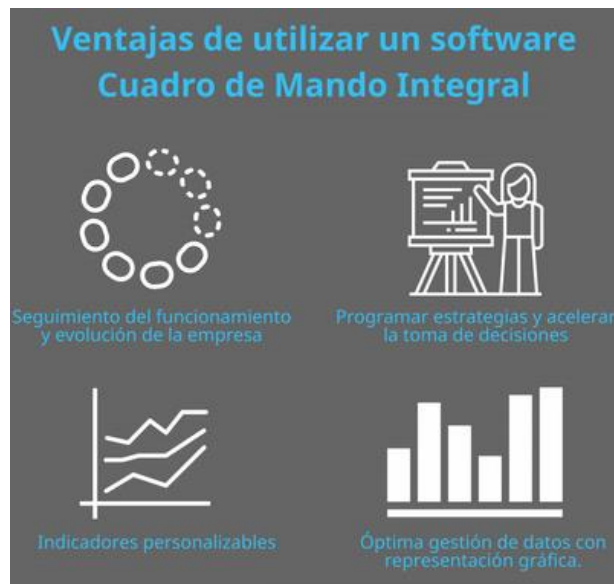 Ventajas de utilizar un software
Cuadro de Mando Integral
Seguimiento del funcionamiento
y evolución de la empresa
Programar estrategias y acelerar
la toma de decisiones
Indicadores personalizables
Óptima gestión de datos con
representación gráfica.